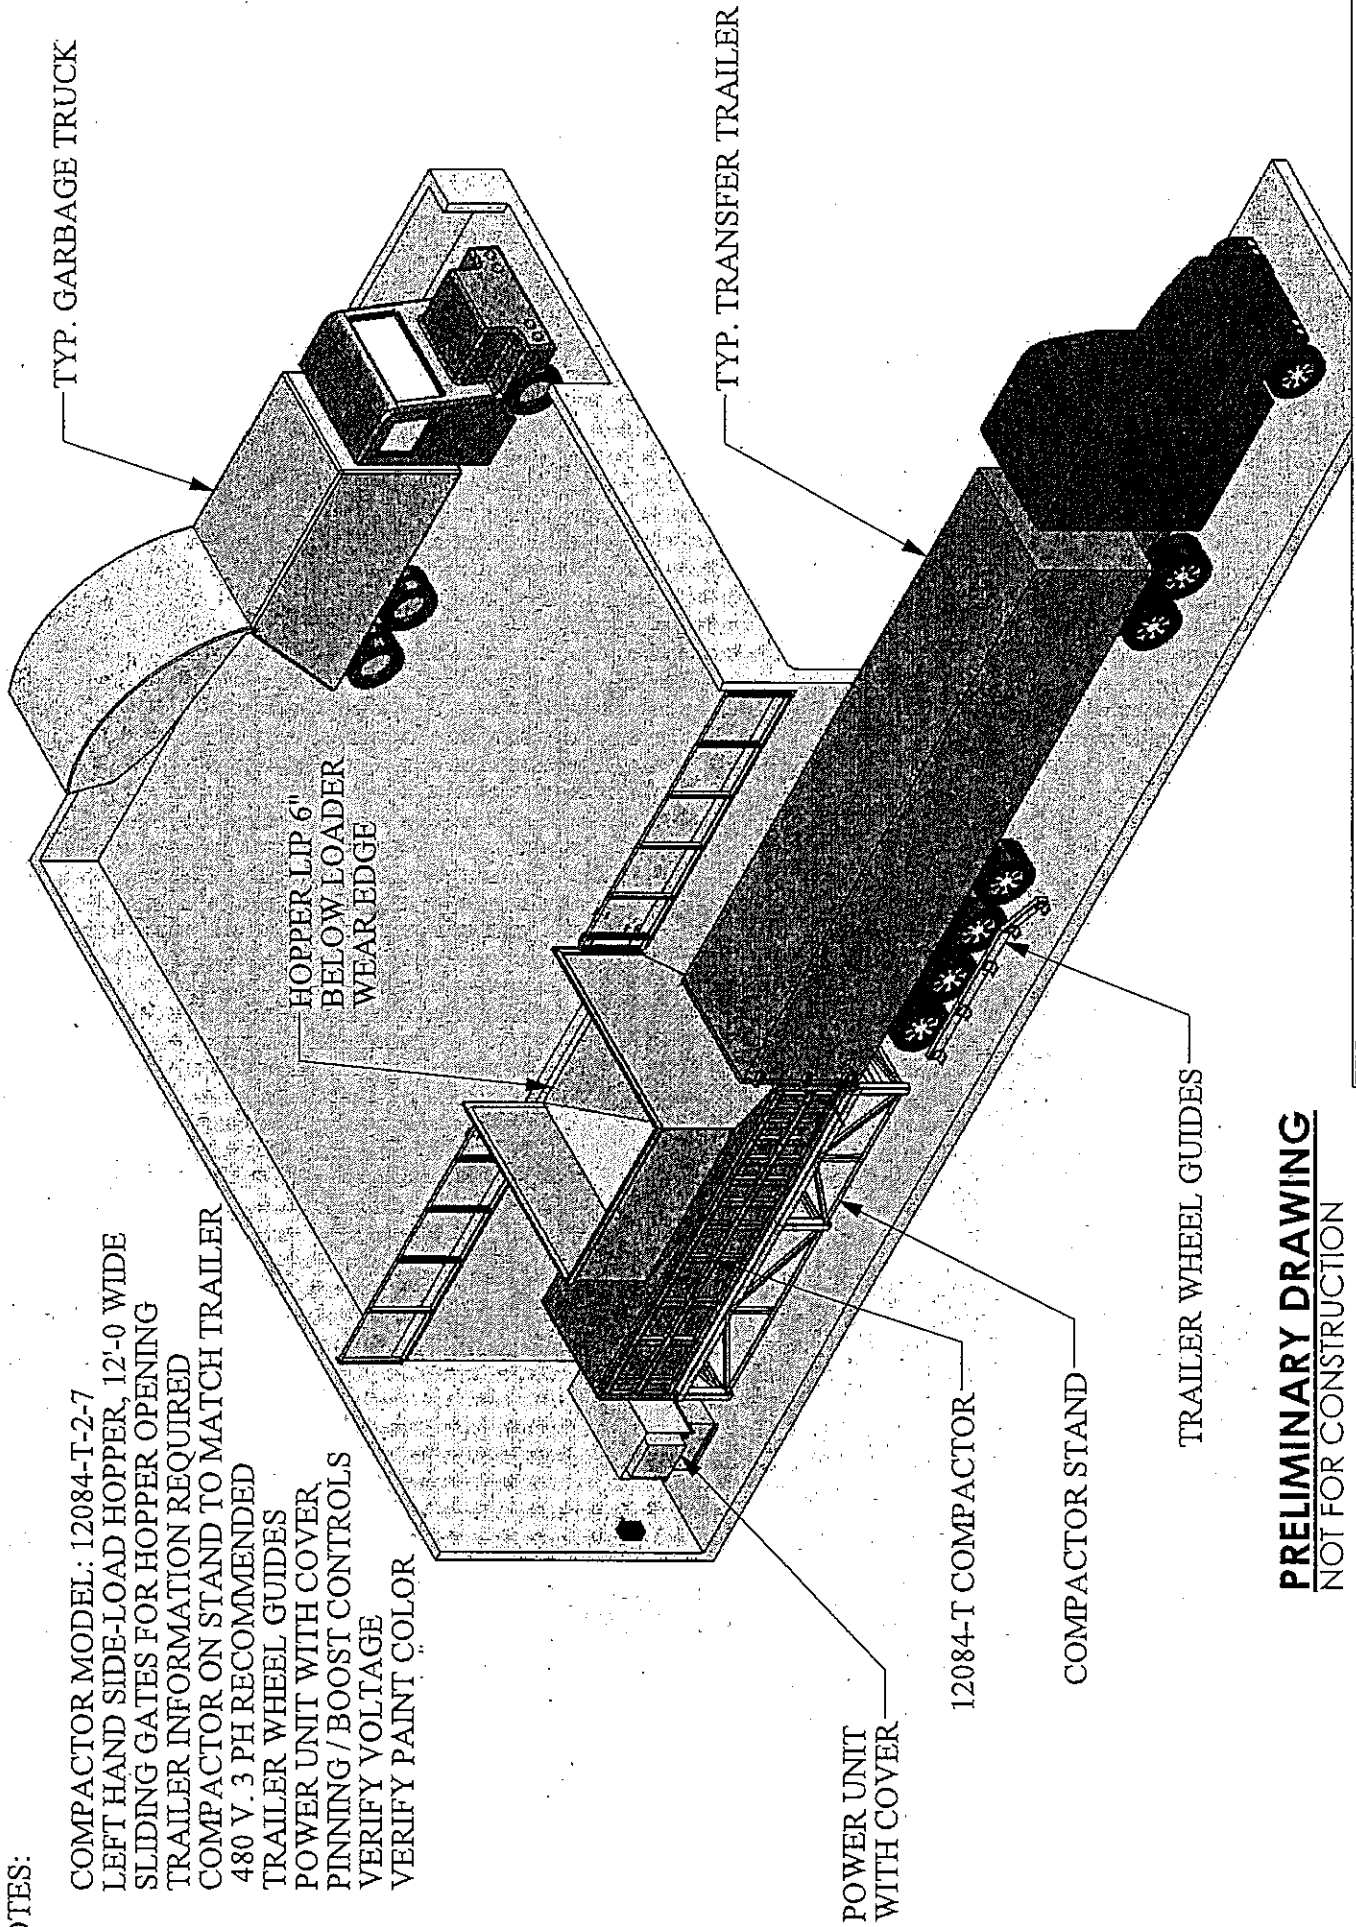 OTES:
COMPACTOR MODEL: 12084-T-2-7
LEFT HAND SIDE-LOAD HOPPER, 12'-0 WIDE
SLIDING GATES FOR HOPPER OPENING
TRAILER INFORMATION REQUIRED
COMPACTOR ON STAND TO MATCH TRAILER
480 V. 3 PH RECOMMENDED
TRAILER WHEEL GUIDES
POWER UNIT WITH COVER
PINNING / BOOST CONTROLS
VERIFY VOLTAGE
VERIFY PAINT COLOR
TYP. GARBAGE TRUCK
HOPPER LIP 6"
BELOW LOADER
WEAR EDGE
TYP. TRANSFER TRAILER
POWER UNIT
WITH COVER
12084-T COMPACTOR
COMPACTOR STAND
TRAILER WHEEL GUIDES
PRELIMINARY DRAWING
NOT FOR CONSTRUCTION